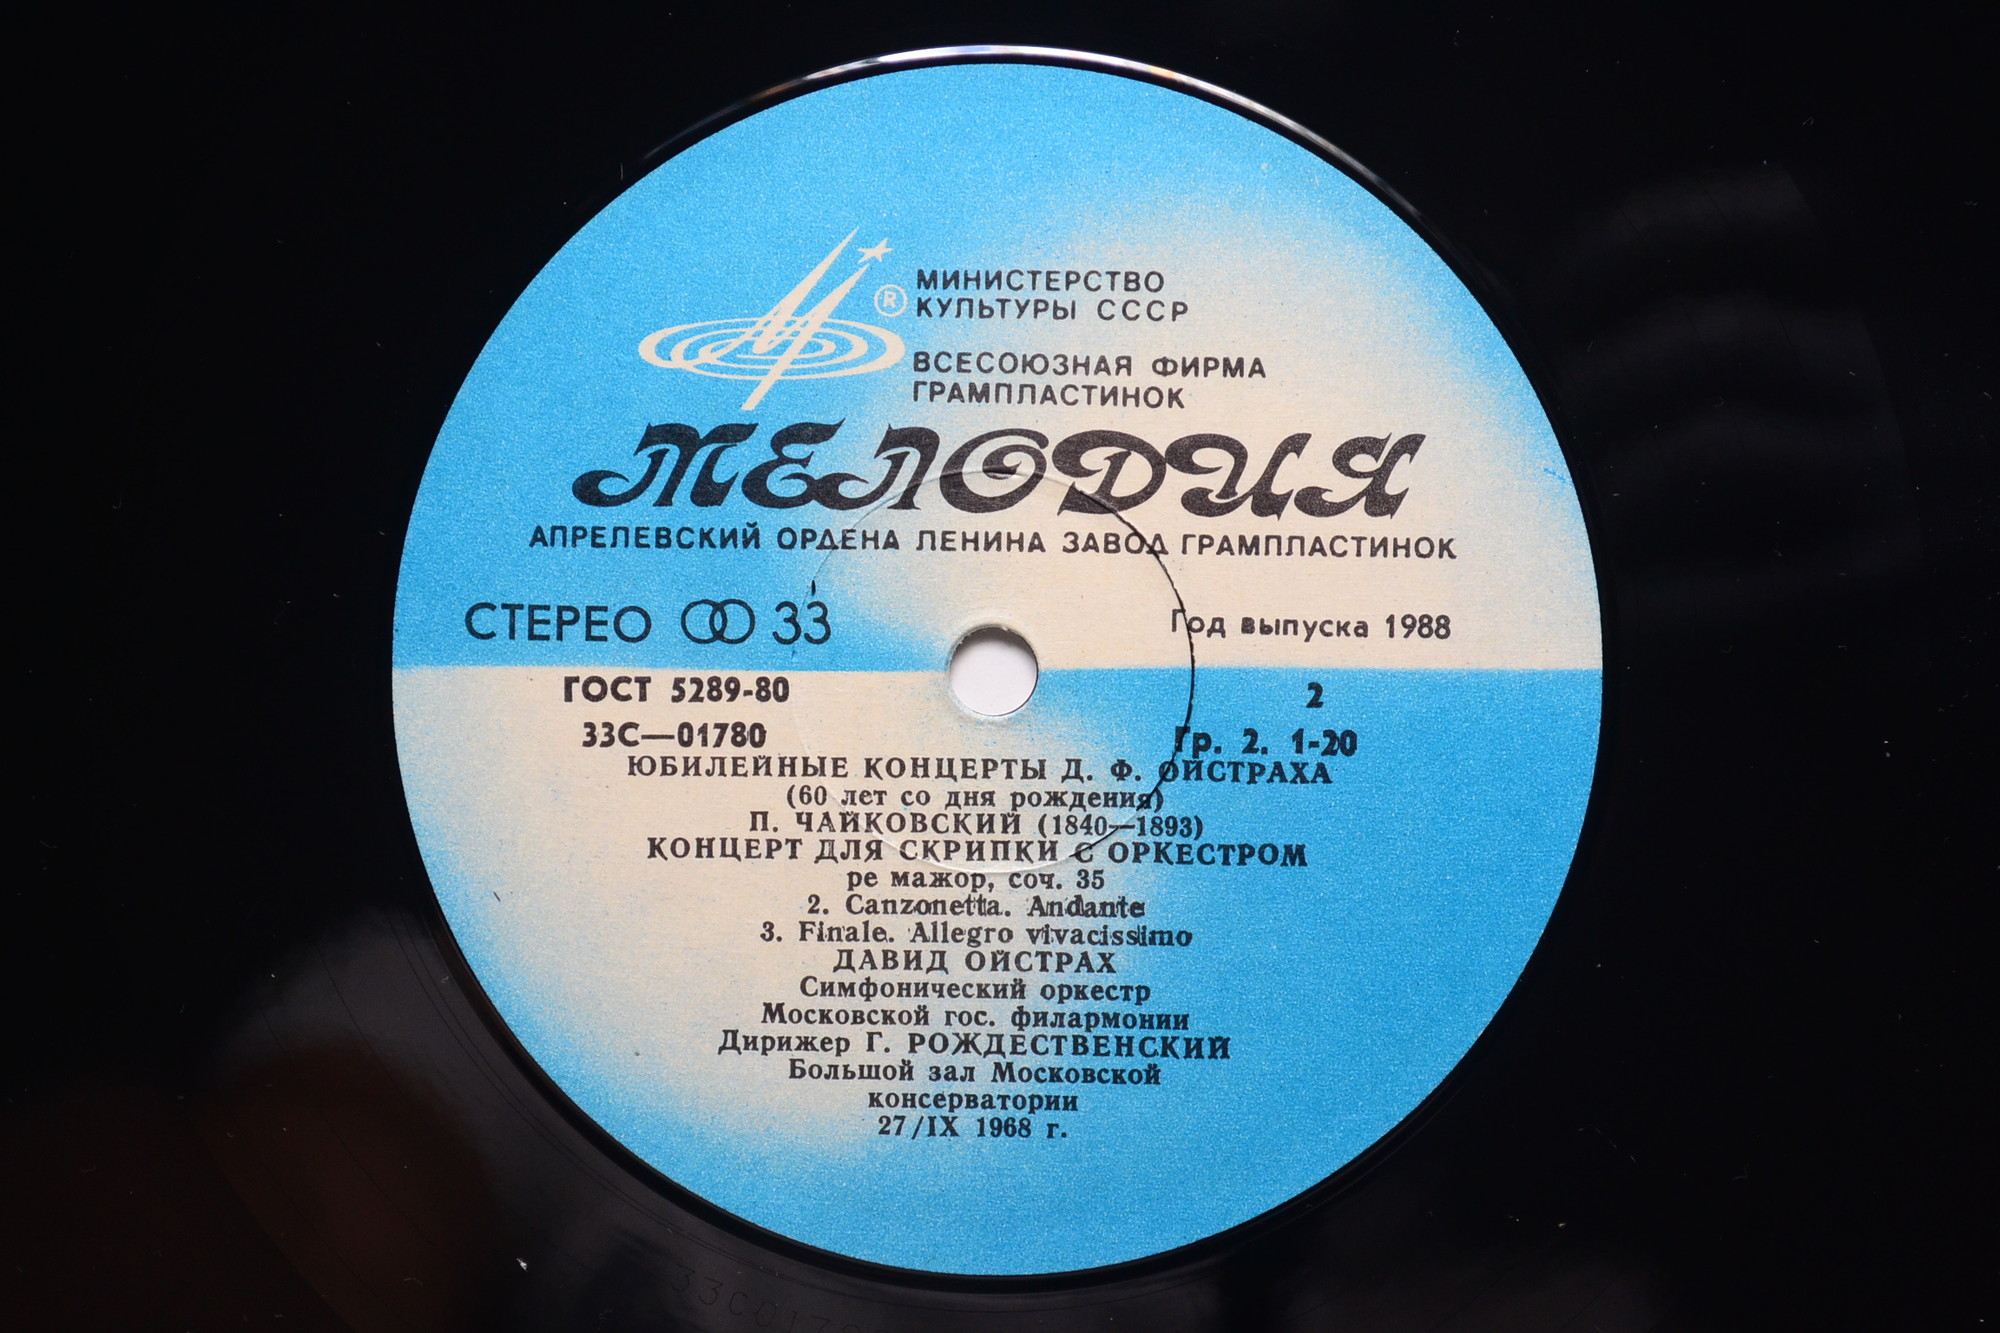 ®
МИНИСТЕРСТВО
КУЛЬТУРЫ СССР
ВСЕСОЮЗНАЯ ФИРМА
ГРАМПЛАСТИНОК
МЕЛОДИЯ
АПРЕЛЕВСКИЙ ОРДЕНА ЛЕНИНА ЗАВОД ГРАМПЛАСТИНОК
СТЕРЕО 33
Год выпуска 1988
ГОСТ 5289-80
2
33С—01780
Гр. 2. 1-20
ЮБИЛЕЙНЫЕ КОНЦЕРТЫ Д. Ф. ОЙСТРАХА
(60 лет со дня рождения)
П. ЧАЙКОВСКИЙ (1840—1893)
КОНЦЕРТ ДЛЯ СКРИПКИ С ОРКЕСТРОМ
ре мажор, соч. 35
2. Canzonetta. Andante
3. Finale. Allegro vivacissimo
ДАВИД ОЙСТРАХ
Симфонический оркестр
Московской гос. филармонии
Дирижер Г. РОЖДЕСТВЕНСКИЙ
Большой зал Московской
консерватории
27/IX 1968 г.